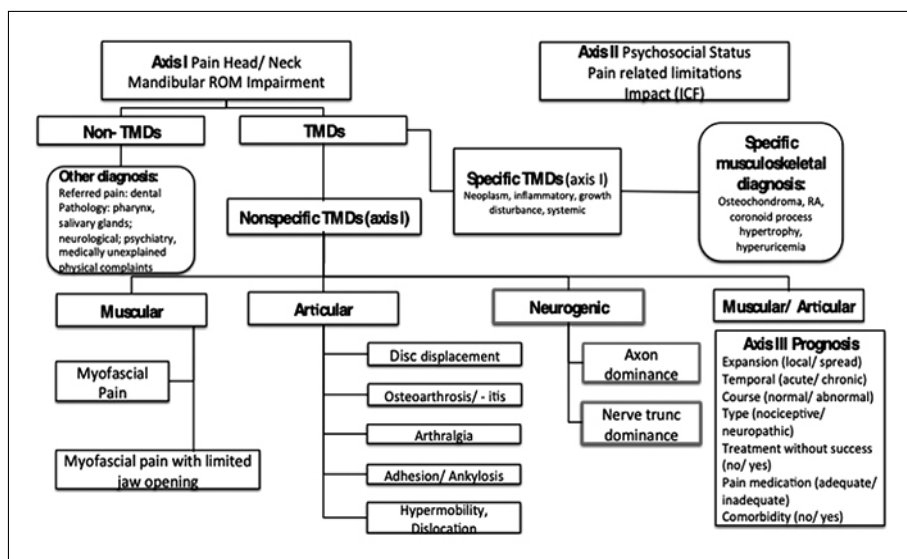 Axis I Pain Head/ Neck
Mandibular ROM Impairment
Axis II Psychosocial Status
Pain related limitations
Impact (ICF)
Non- TMDs
TMDs
Other diagnosis:
Referred pain: dental
Pathology: pharynx,
salivary glands;
neurological; psychiatry,
medically unexplained
physical complaints
Nonspecific TMDs (axis I)
Specific TMDs (axis I)
Neoplasm, inflammatory, growth
disturbance, systemic
Specific
musculoskeletal
diagnosis:
Osteochondroma, RA,
coronoid process
hypertrophy,
hyperuricemia
Muscular
Articular
Neurogenic
Muscular/ Articular
Myofascial
Pain
Myofascial pain with limited
jaw opening
Disc displacement
Osteoarthrosis/ - itis
Arthralgia
Adhesion/ Ankylosis
Hypermobility,
Dislocation
Axon
dominance
Nerve trunc
dominance
Axis III Prognosis
Expansion (local/ spread)
Temporal (acute/ chronic)
Course (normal/ abnormal)
Type (nociceptive/
neuropathic)
Treatment without success
(no/ yes)
Pain medication (adequate/
inadequate)
Comorbidity (no/ yes)